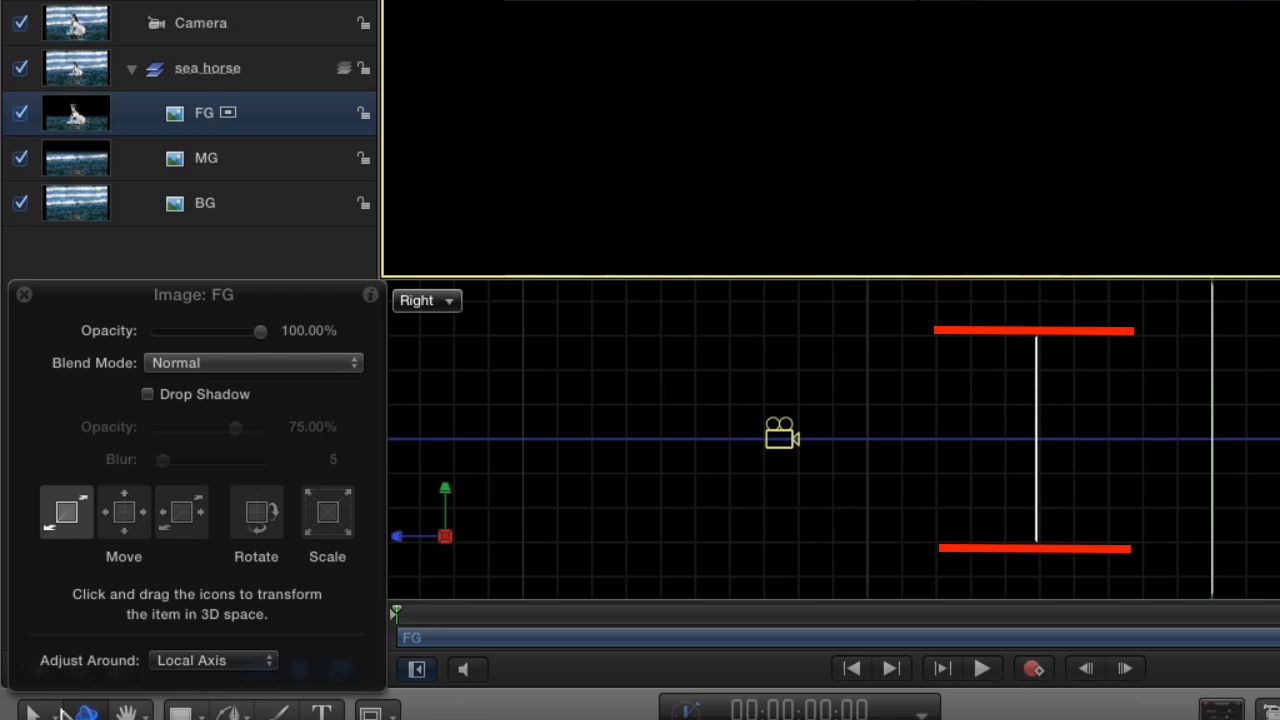 Camera
sea horse
FG
MG
BG
Image: FG
Opacity: 100.00%
Blend Mode: Normal
Drop Shadow
Opacity: 75.00%
Blur: 5
Move Rotate Scale
Click and drag the icons to transform
the item in 3D space.
Adjust Around: Local Axis
Right
FG
00:00:00:00
T